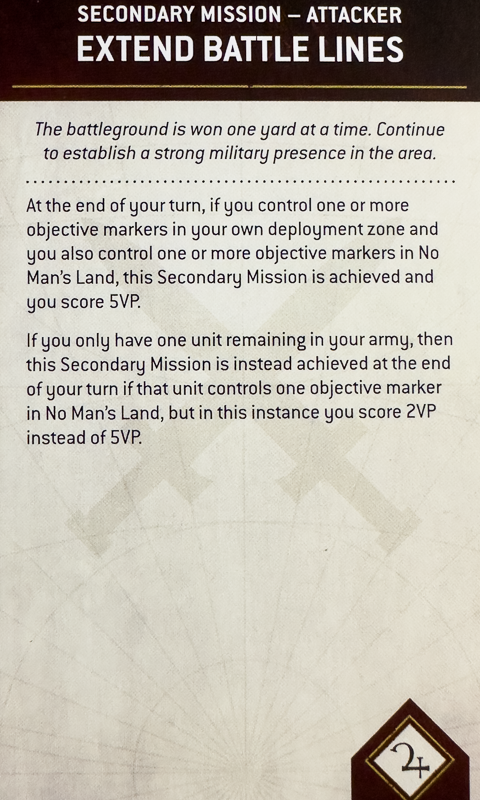 SECONDARY MISSION – ATTACKER
EXTEND BATTLE LINES
The battleground is won one yard at a time. Continue
to establish a strong military presence in the area.
At the end of your turn, if you control one or more
objective markers in your own deployment zone and
you also control one or more objective markers in No
Man's Land, this Secondary Mission is achieved and
you score 5VP.
If you only have one unit remaining in your army, then
this Secondary Mission is instead achieved at the end
of your turn if that unit controls one objective marker
in No Man's Land, but in this instance you score 2VP
instead of 5VP.